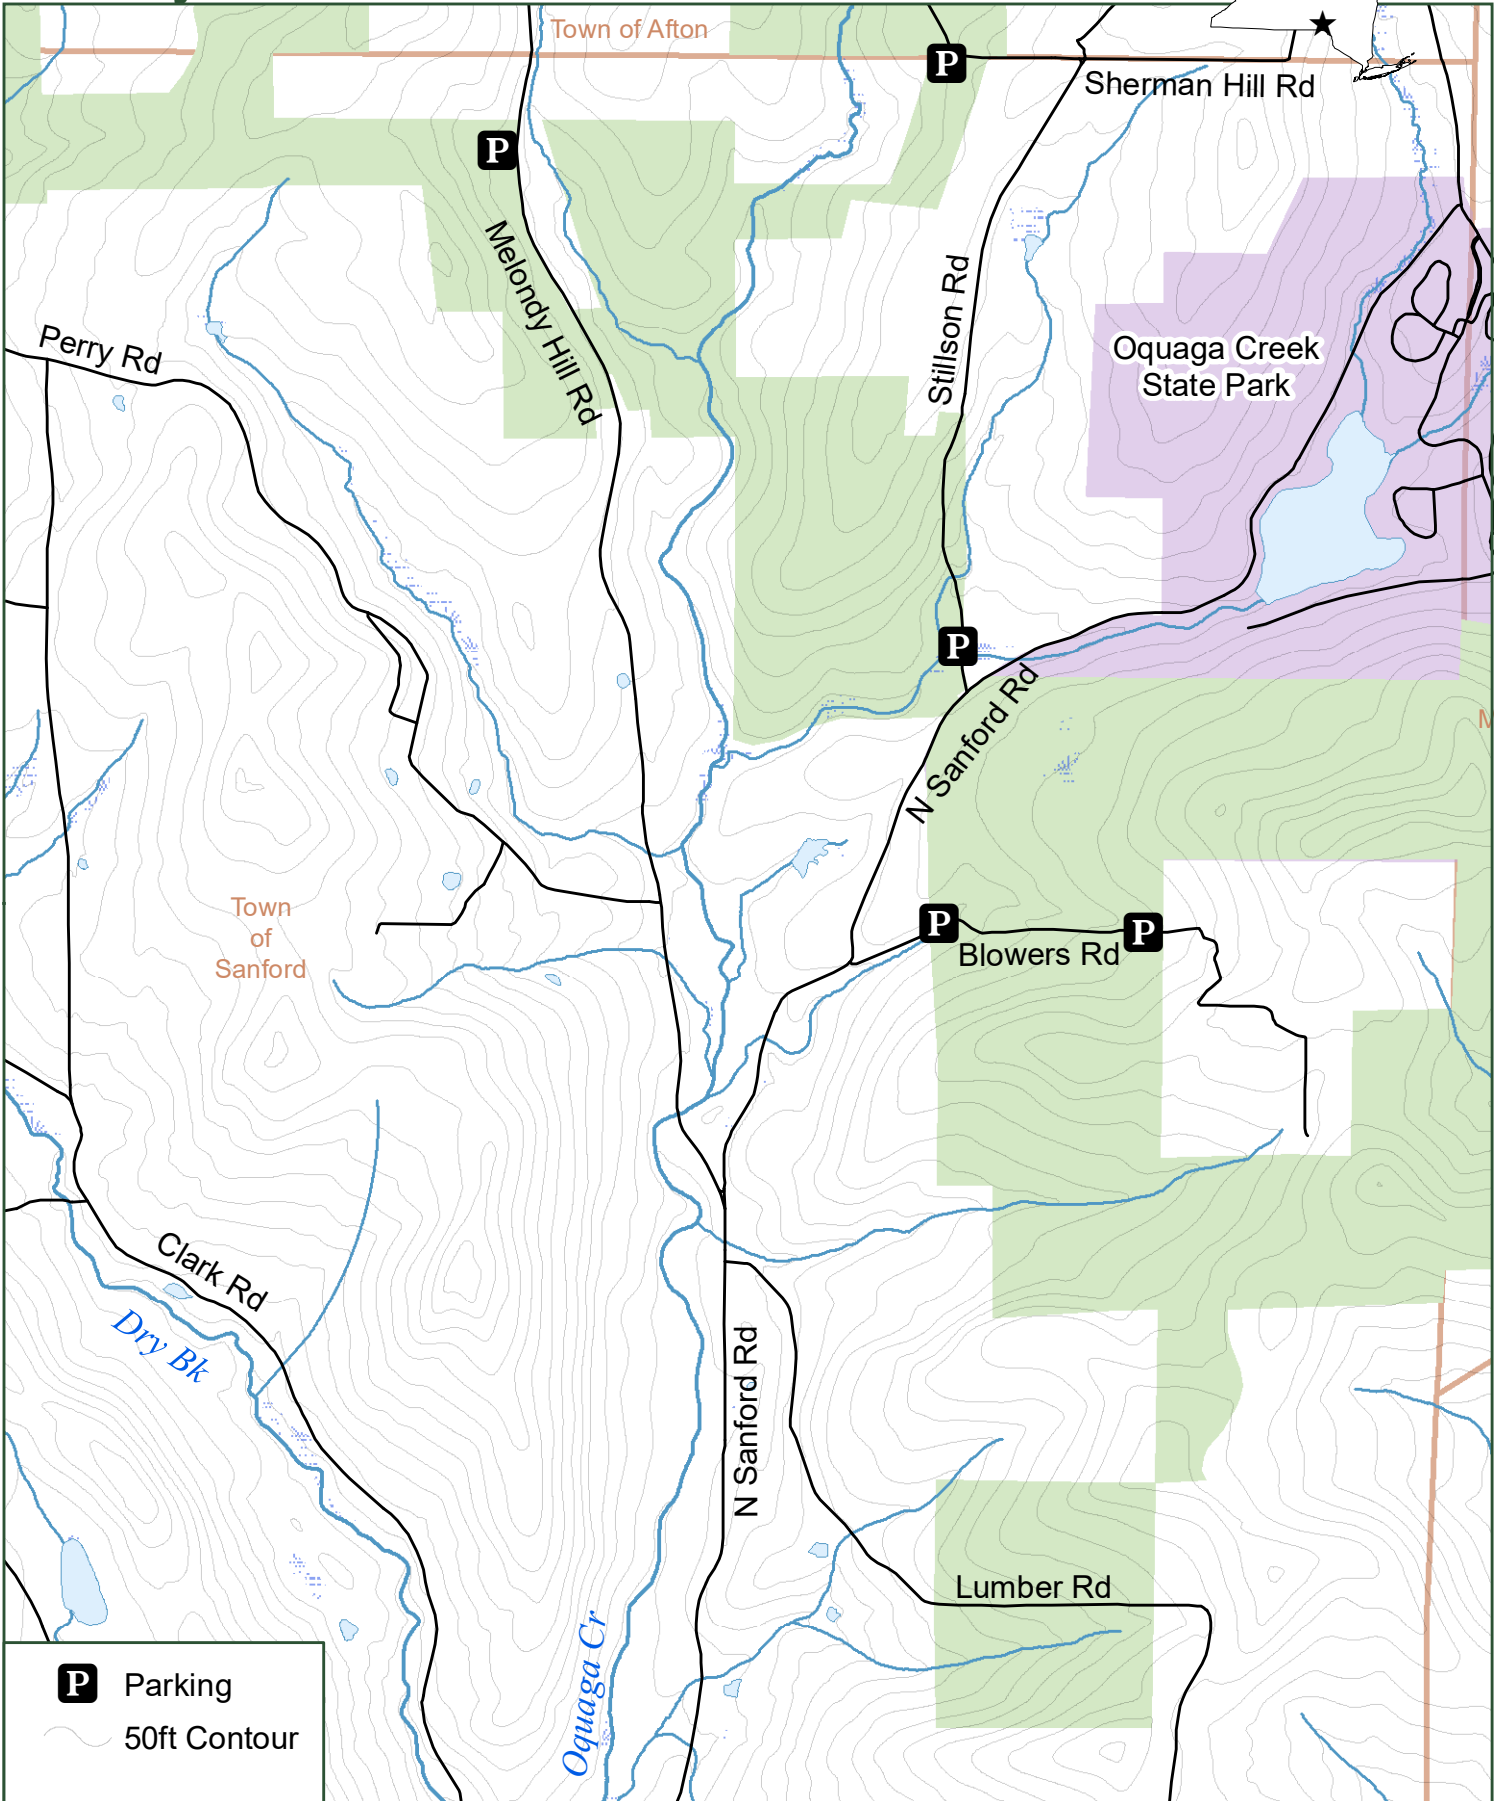 Town of Afton
P
Sherman Hill Rd
P
Melondy Hill Rd
Stillson Rd
Perry Rd
Oquaga Creek
State Park
P
N Sanford Rd
M
Town
of
Sanford
P
P
Blowers Rd
Clark Rd
Dry Bk
N Sanford Rd
Lumber Rd
Oquaga Cr
P Parking
50ft Contour